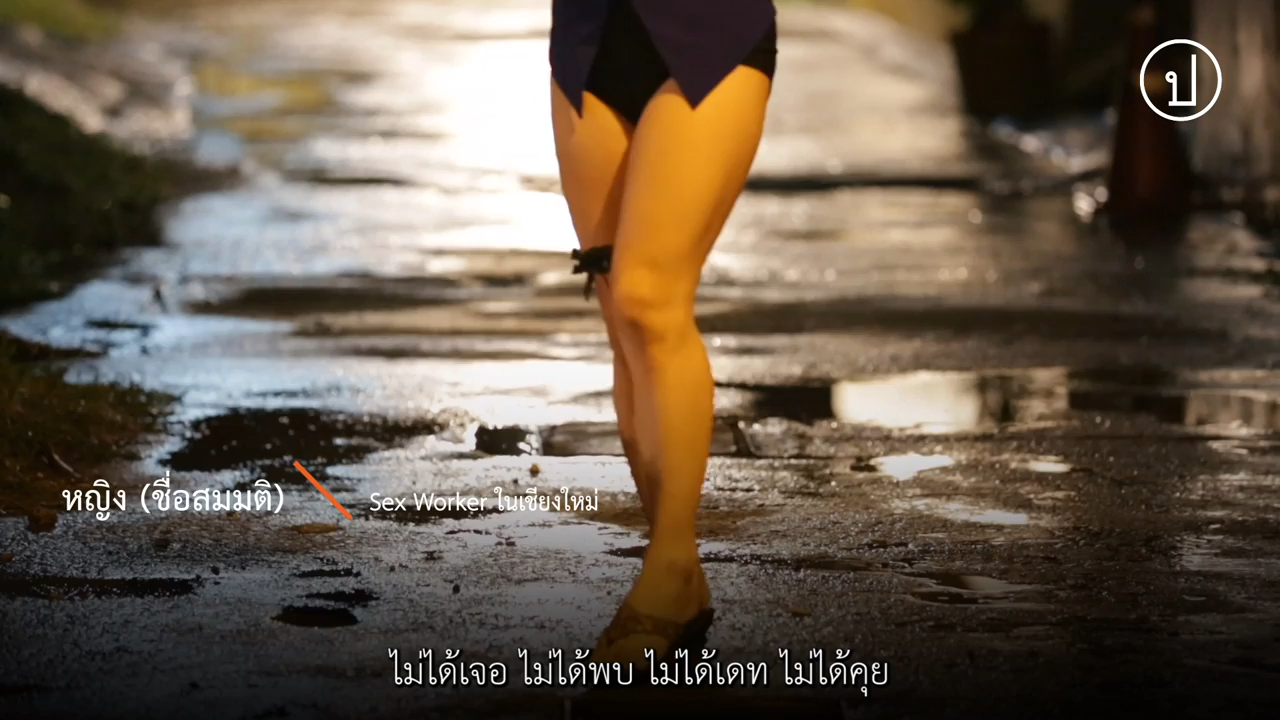 ป
หญิง (ชื่อสมมติ)
Sex Worker ในเชียงใหม่
ไม่ได้เจอ ไม่ได้พบ ไม่ได้เดท ไม่ได้คุย